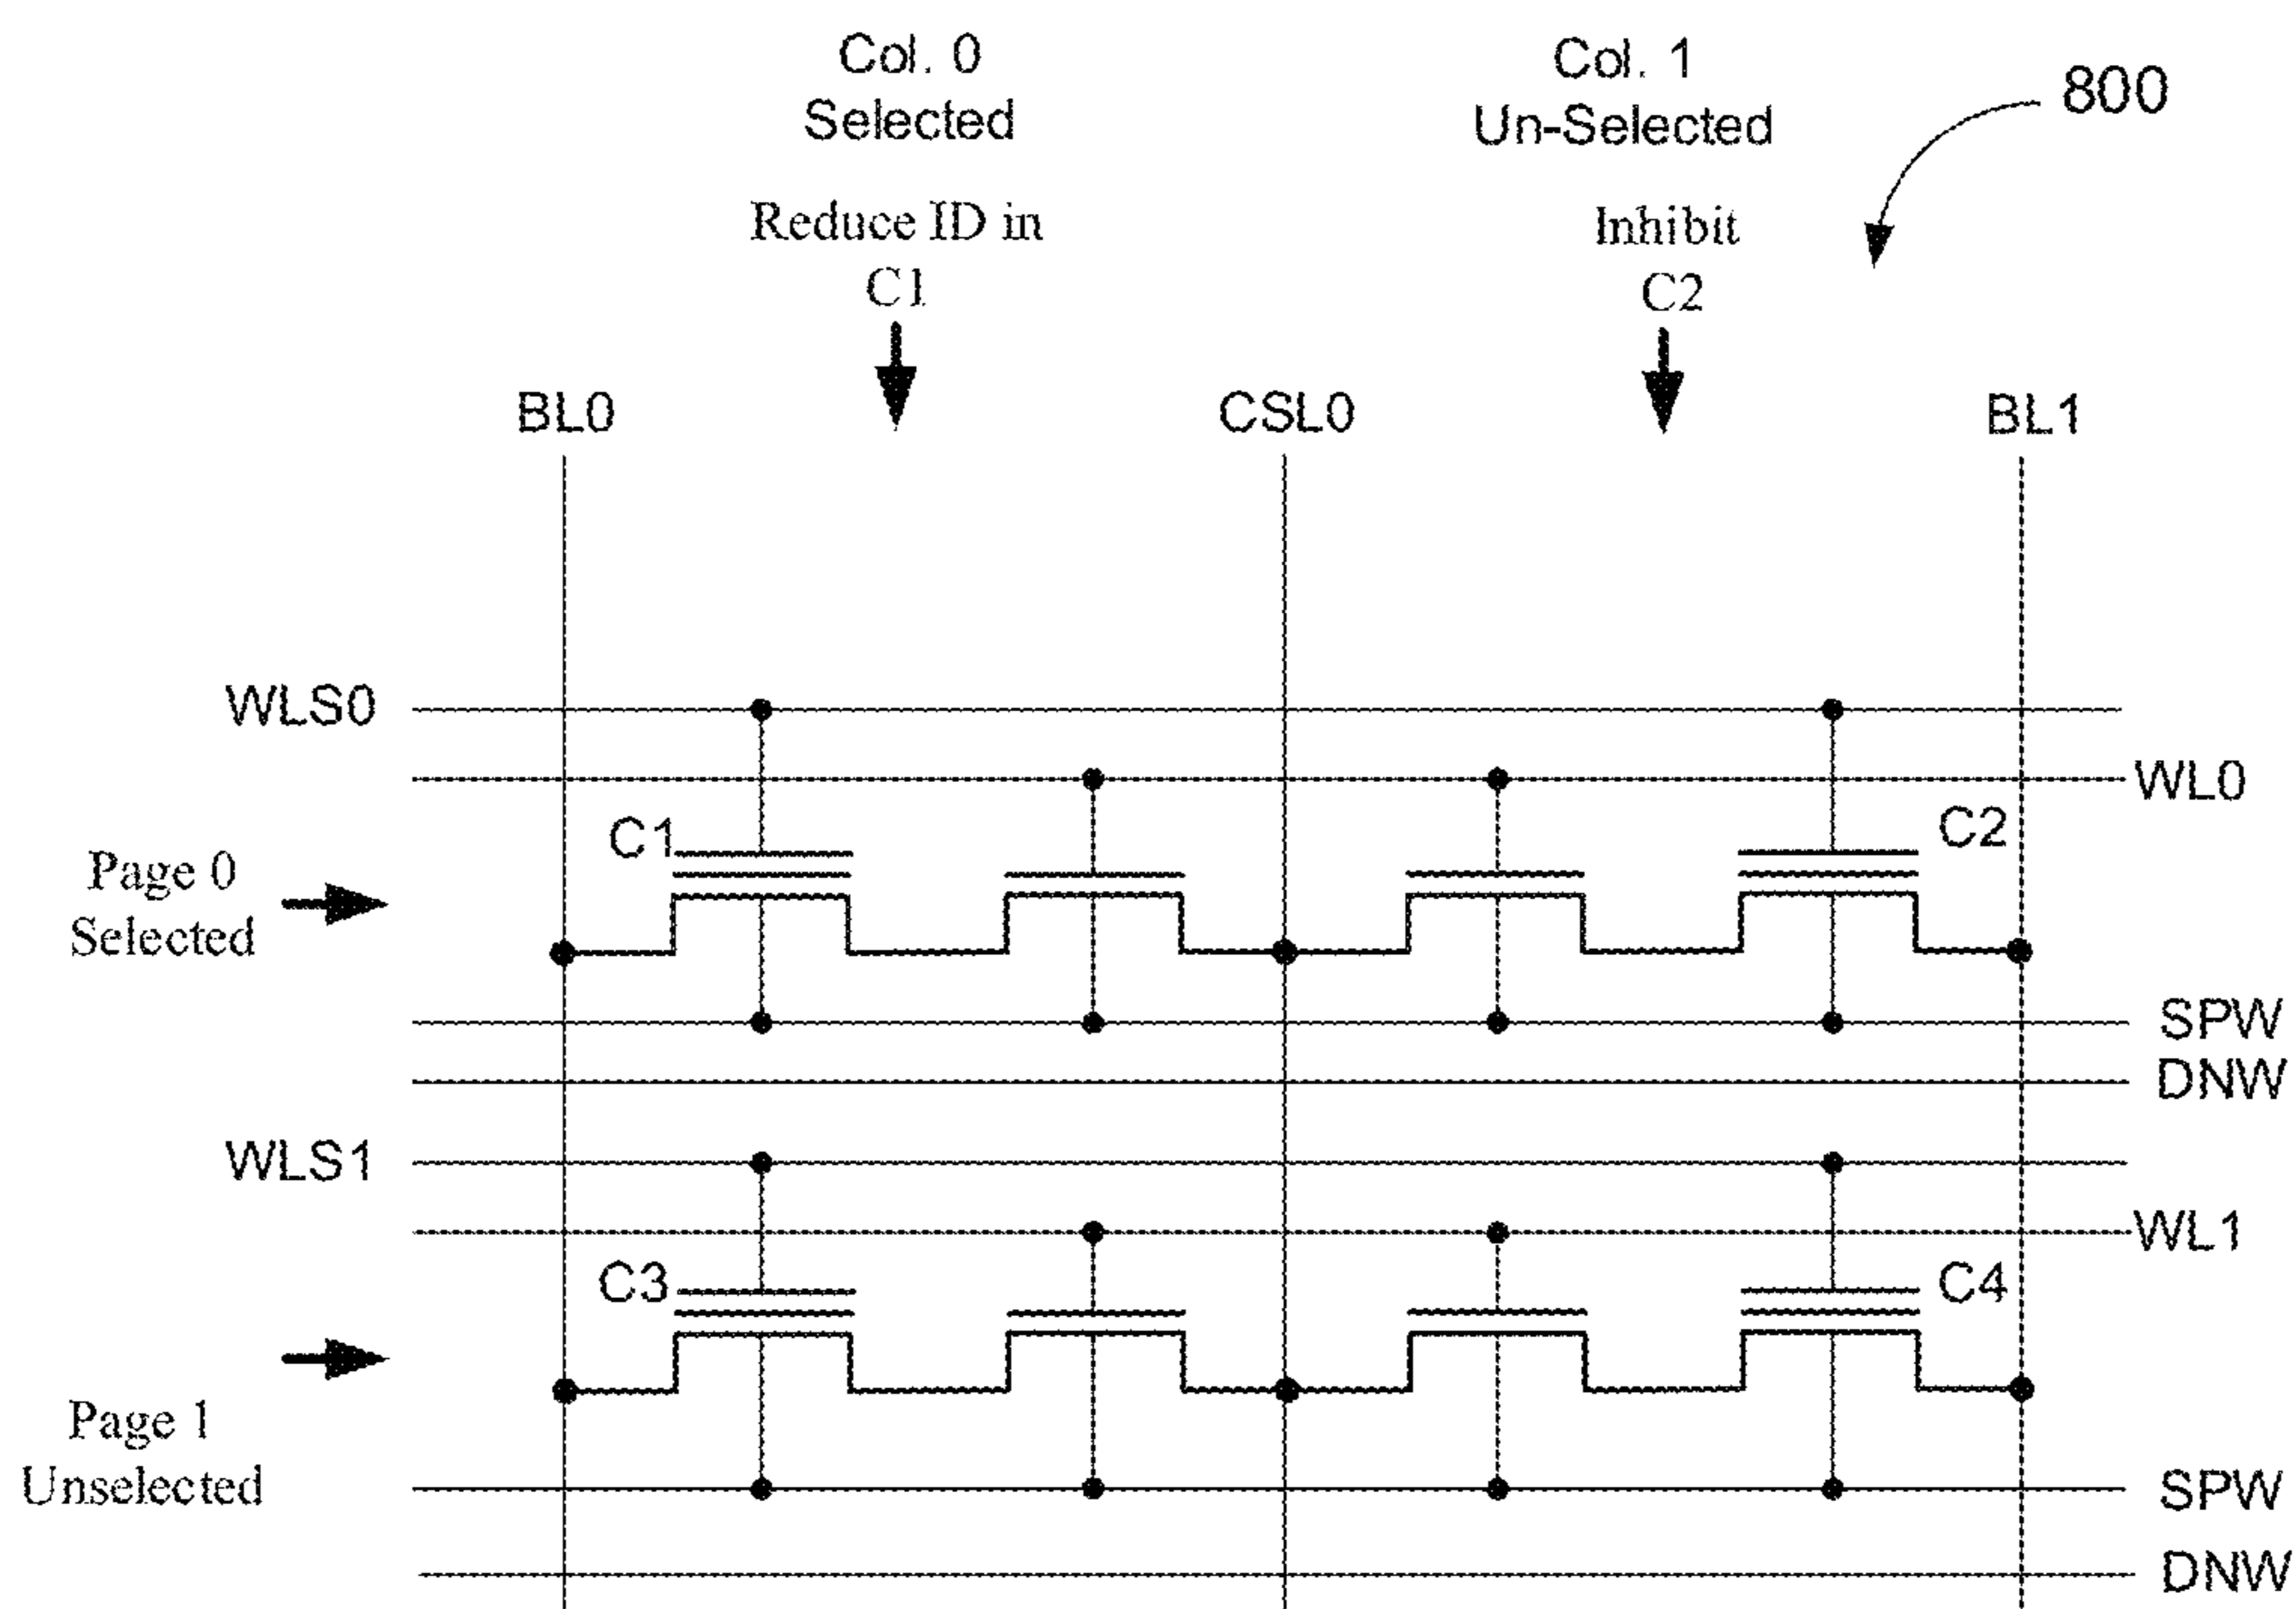 Col. 0
Selected
Col. 1
Un-Selected
800
Reduce ID in
C1
Inhibit
C2
BL0
CSL0
BL1
WLS0
WL0
C1
C2
Page 0
Selected
SPW
DNW
WLS1
WL1
C3
C4
Page 1
Unselected
SPW
DNW